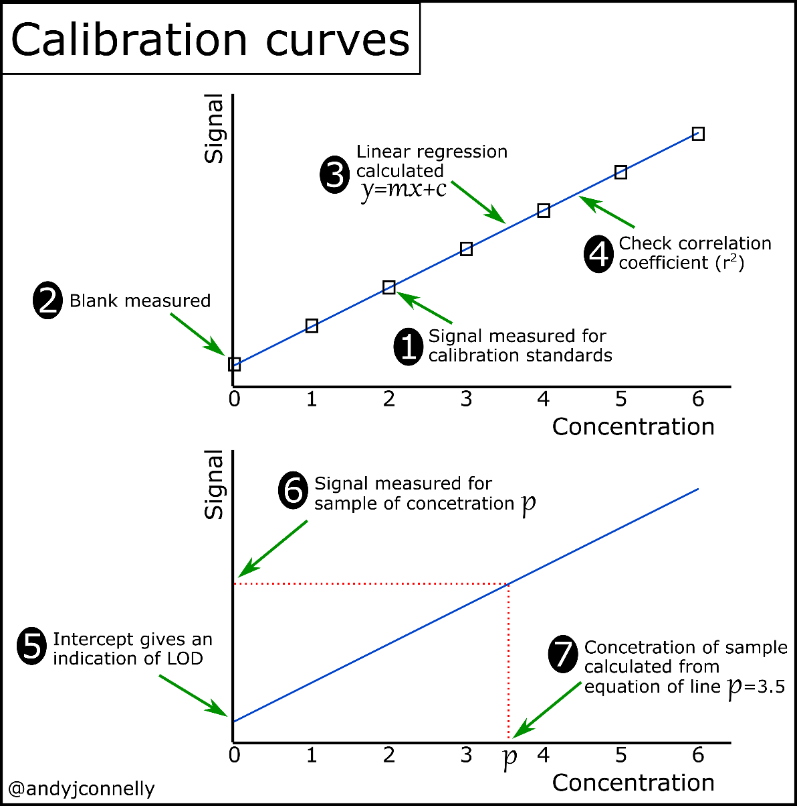 Calibration curves
Signal
3 Linear regression
calculated
y=mx+c
4 Check correlation
coefficient (r²)
2 Blank measured
1 Signal measured for
calibration standards
0 1 2 3 4 5 6
Concentration
Signal
6 Signal measured for
sample of concetration p
5 Intercept gives an
indication of LOD
7 Concetration of sample
calculated from
equation of line p=3.5
0 1 2 3 p 4 5 6
Concentration
@andyjconnelly